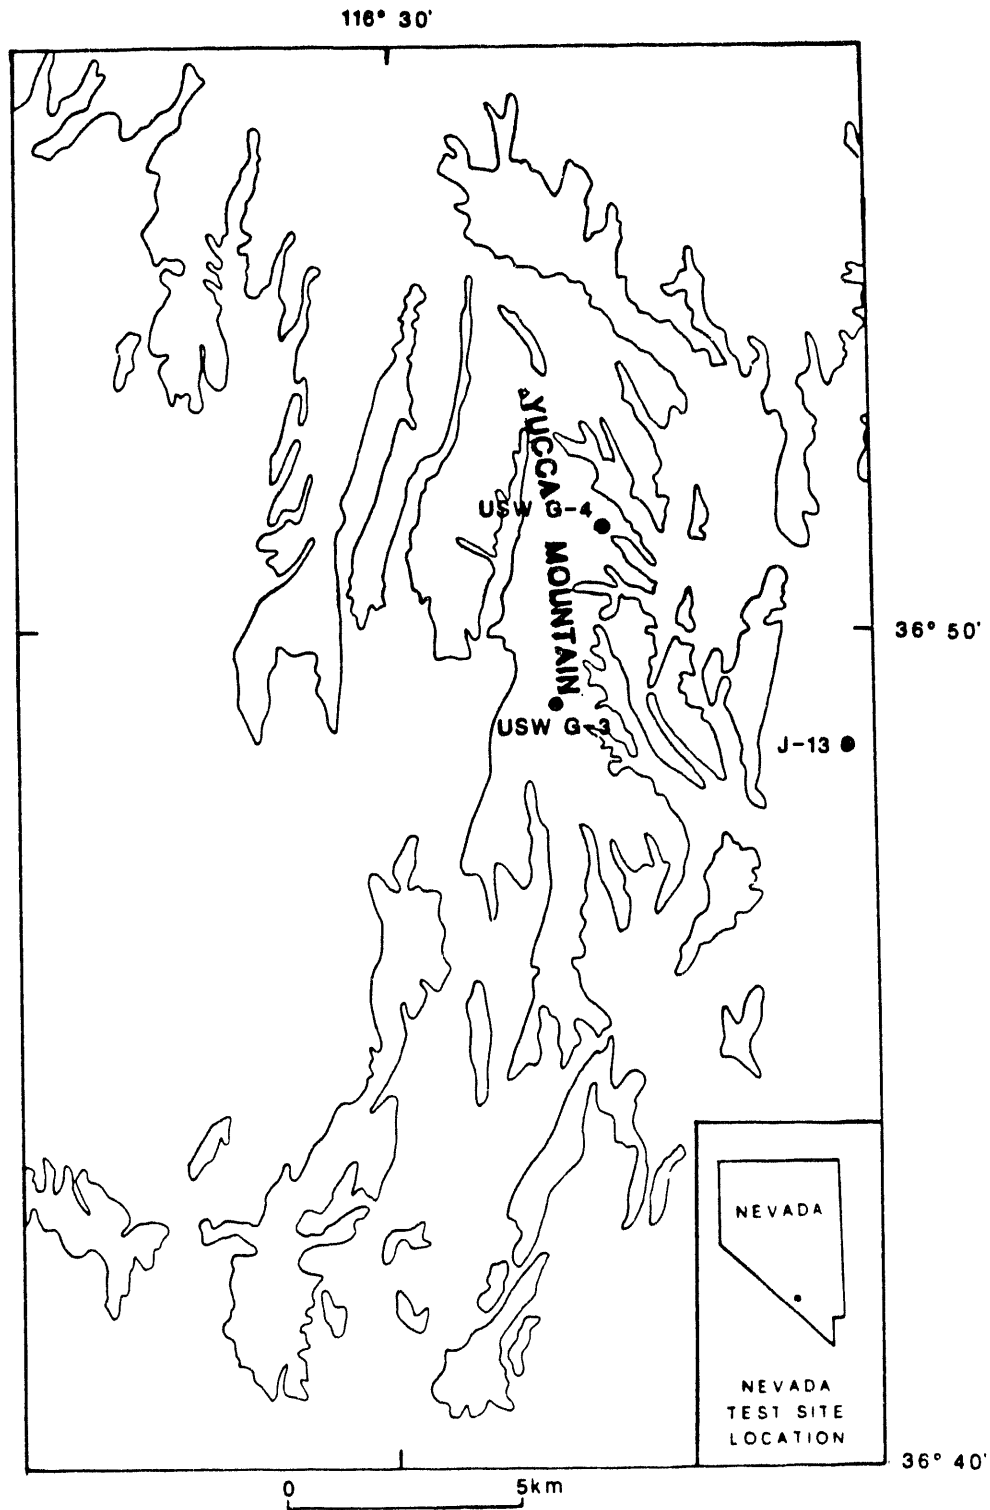 116° 30'
YUCCA MOUNTAIN
USW G-4
36° 50'
USW G-3
J-13
NEVADA
NEVADA
TEST SITE
LOCATION
36° 40'
0 5km